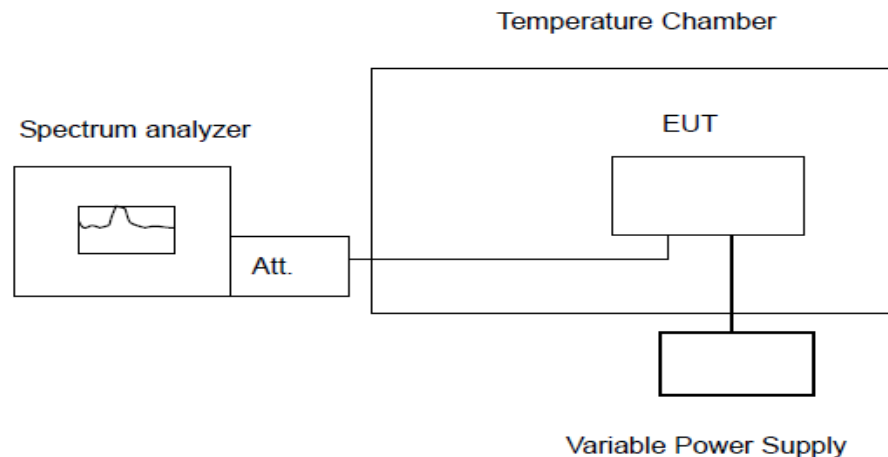 Temperature Chamber
Spectrum analyzer
EUT
Att.
Variable Power Supply